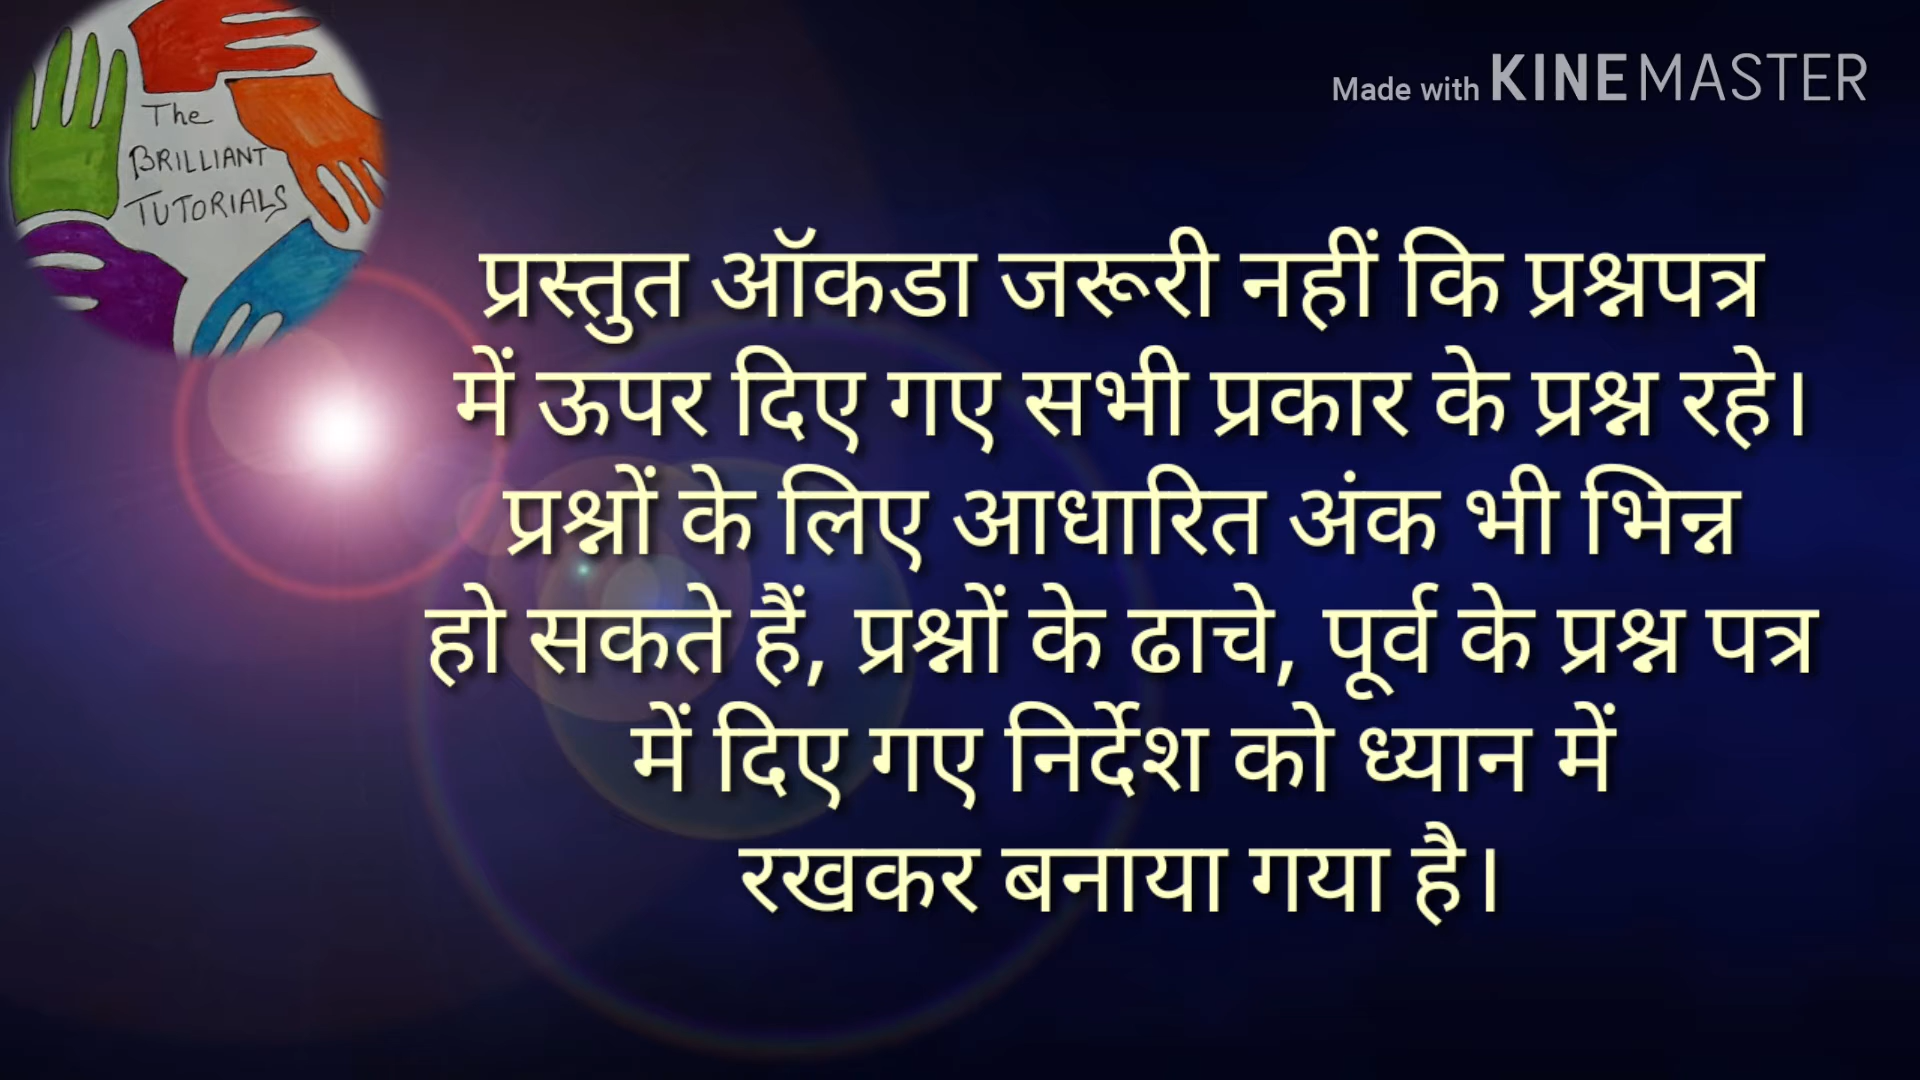 The
BRILLIANT
TUTORIALS
Made with KINEMASTER
प्रस्तुत ऑकडा जरूरी नहीं कि प्रश्नपत्र
में ऊपर दिए गए सभी प्रकार के प्रश्न रहे।
प्रश्नों के लिए आधारित अंक भी भिन्न
हो सकते हैं, प्रश्नों के ढाचे, पूर्व के प्रश्न पत्र
में दिए गए निर्देश को ध्यान में
रखकर बनाया गया है।